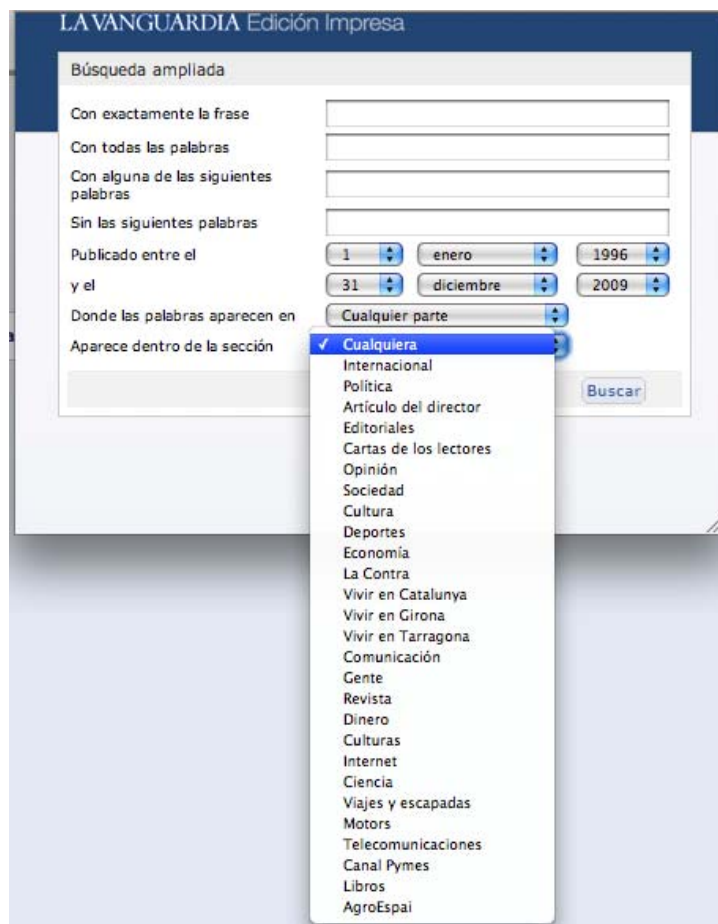 LA VANGUARDIA Edición Impresa
Búsqueda ampliada
Con exactamente la frase
Con todas las palabras
Con alguna de las siguientes
palabras
Sin las siguientes palabras
Publicado entre el 1 enero 1996
y el 31 diciembre 2009
Donde las palabras aparecen en Cualquier parte
Aparece dentro de la sección ✓ Cualquiera
Internacional
Política
Buscar
Artículo del director
Editoriales
Cartas de los lectores
Opinión
Sociedad
Cultura
Deportes
Economía
La Contra
Vivir en Catalunya
Vivir en Girona
Vivir en Tarragona
Comunicación
Gente
Revista
Dinero
Culturas
Internet
Ciencia
Viajes y escapadas
Motors
Telecomunicaciones
Canal Pymes
Libros
AgroEspai